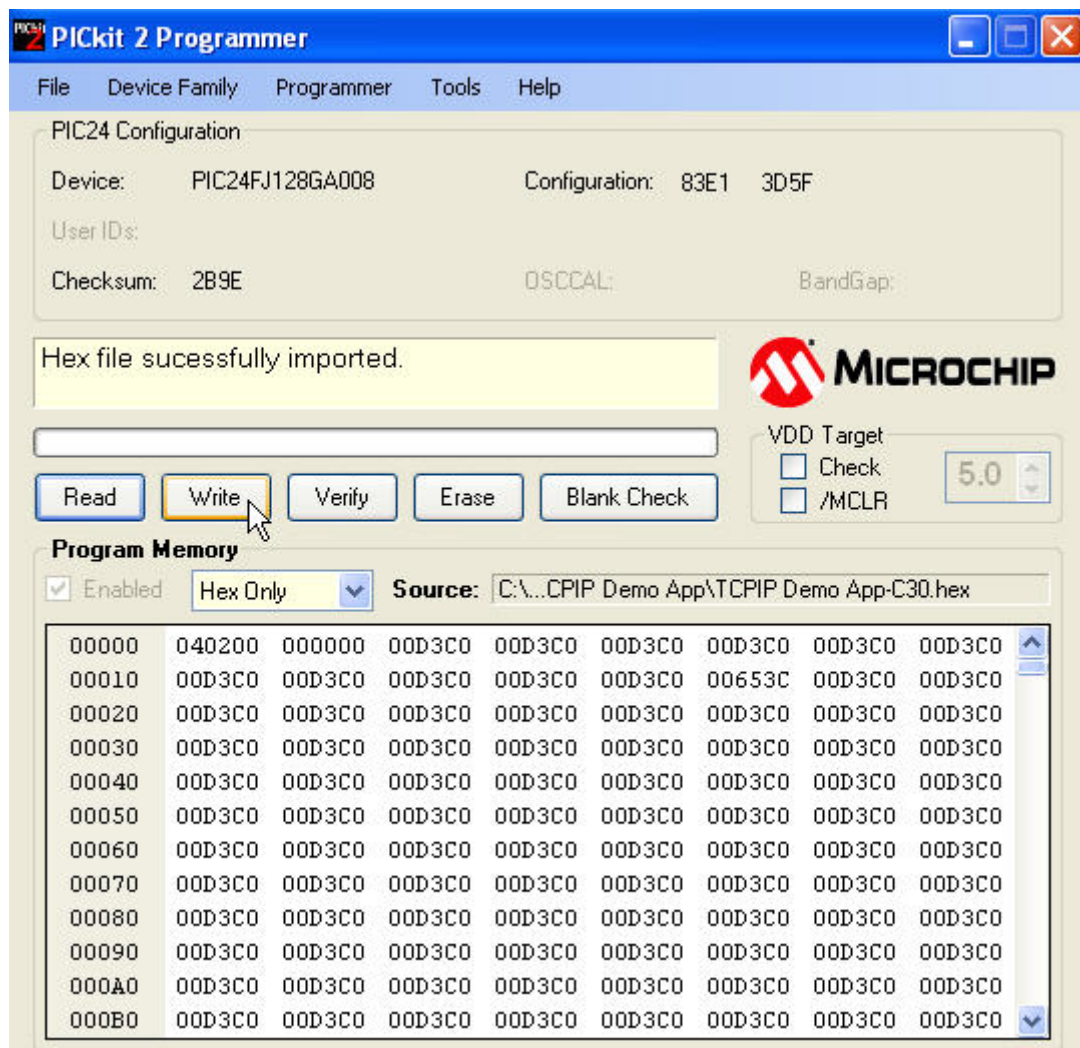 PICkit 2 Programmer
File Device Family Programmer Tools Help
PIC24 Configuration
Device: PIC24FJ128GA008 Configuration: 83E1 3D5F
User IDs:
Checksum: 2B9E OSCCAL: BandGap:
Hex file sucessfully imported.
MICROCHIP
VDD Target
Check
/MCLR
5.0
Read Write Verify Erase Blank Check
Program Memory
Enabled Hex Only Source: C:\...CPIP Demo App\TCPIP Demo App-C30.hex
00000 040200 000000 00D3C0 00D3C0 00D3C0 00D3C0 00D3C0 00D3C0
00010 00D3C0 00D3C0 00D3C0 00D3C0 00D3C0 00653C 00D3C0 00D3C0
00020 00D3C0 00D3C0 00D3C0 00D3C0 00D3C0 00D3C0 00D3C0 00D3C0
00030 00D3C0 00D3C0 00D3C0 00D3C0 00D3C0 00D3C0 00D3C0 00D3C0
00040 00D3C0 00D3C0 00D3C0 00D3C0 00D3C0 00D3C0 00D3C0 00D3C0
00050 00D3C0 00D3C0 00D3C0 00D3C0 00D3C0 00D3C0 00D3C0 00D3C0
00060 00D3C0 00D3C0 00D3C0 00D3C0 00D3C0 00D3C0 00D3C0 00D3C0
00070 00D3C0 00D3C0 00D3C0 00D3C0 00D3C0 00D3C0 00D3C0 00D3C0
00080 00D3C0 00D3C0 00D3C0 00D3C0 00D3C0 00D3C0 00D3C0 00D3C0
00090 00D3C0 00D3C0 00D3C0 00D3C0 00D3C0 00D3C0 00D3C0 00D3C0
000A0 00D3C0 00D3C0 00D3C0 00D3C0 00D3C0 00D3C0 00D3C0 00D3C0
000B0 00D3C0 00D3C0 00D3C0 00D3C0 00D3C0 00D3C0 00D3C0 00D3C0